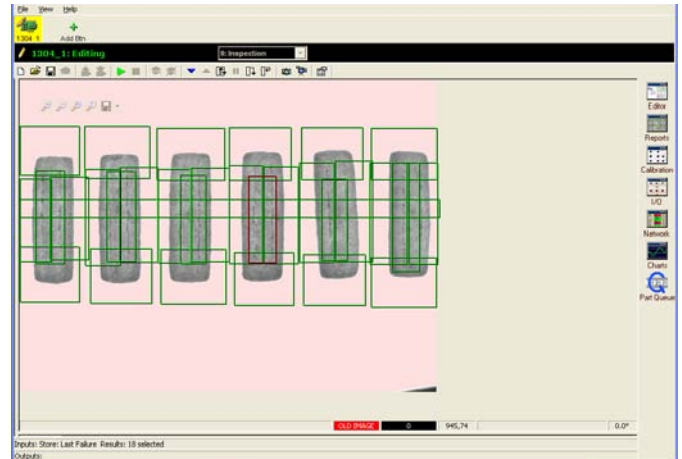 File View Help
1304_1 Add Btn
1304_1: Editing 8: Inspection
Editor
Reports
Calibration
I/O
Network
Charts
Part Queue
OLD IMAGE 0 945,74 0.0°
Inputs: Store: Last Failure Results: 18 selected
Outputs: